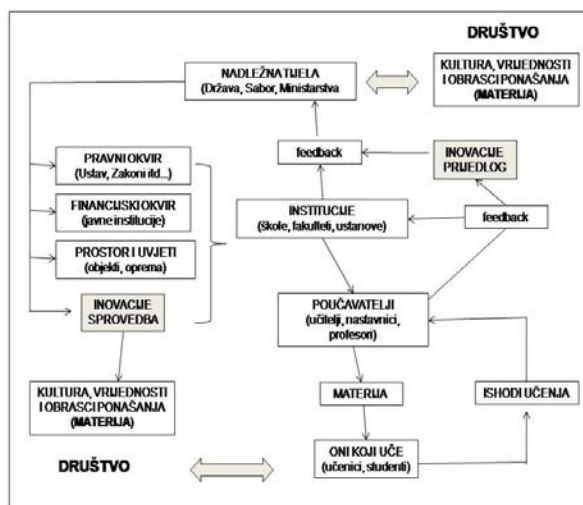 DRUŠTVO
NADLEŽNA TIJELA
(Država, Sabor, Ministarstva
KULTURA, VRIJEDNOSTI
I OBRASCI PONAŠANJA
(MATERIJA)
feedback
INOVACIJE
PRIJEDLOG
PRAVNI OKVIR
(Ustav, Zakoni itd...)
FINANCIJSKI OKVIR
(javne institucije)
INSTITUCIJE
(škole, fakulteti, ustanove)
feedback
PROSTOR I UVJETI
(objekti, oprema)
INOVACIJE
SPROVEDBA
POUČAVATELJI
(učitelji, nastavnici,
profesori)
KULTURA, VRIJEDNOSTI
I OBRASCI PONAŠANJA
(MATERIJA)
MATERIJA
ISHODI UČENJA
DRUŠTVO
ONI KOJI UČE
(učenici, studenti)